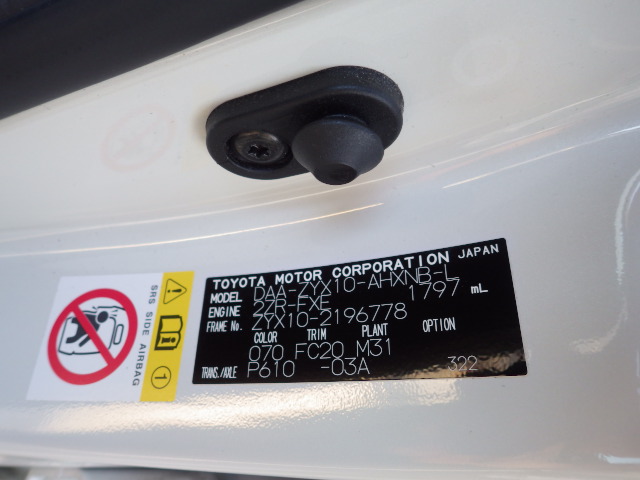 TOYOTA MOTOR CORPORATION JAPAN
MODEL DAA-ZYX10-AHXNB-L
ENGINE 2ZR-FXE 1797 mL
FRAME No. ZYX10-2196778
COLOR TRIM PLANT OPTION
070 FC20 M31
TRANS./AXLE P610 -03A 322
SRS SIDE AIRBAG
1